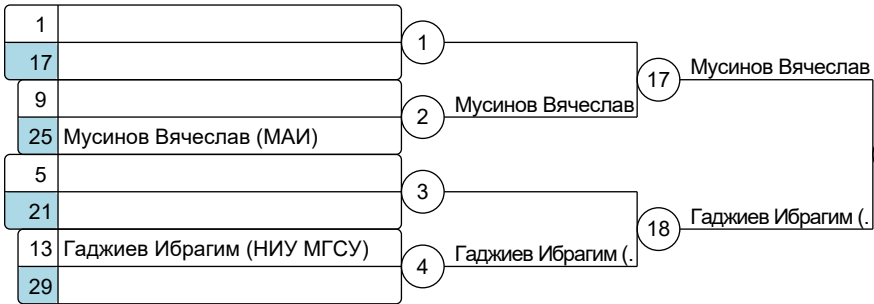 1
17
1
9
25 Мусинов Вячеслав (МАИ)
2 Мусинов Вячеслав
17 Мусинов Вячеслав
5
21
3
13 Гаджиев Ибрагим (НИУ МГСУ)
29
4 Гаджиев Ибрагим (.
18 Гаджиев Ибрагим (.